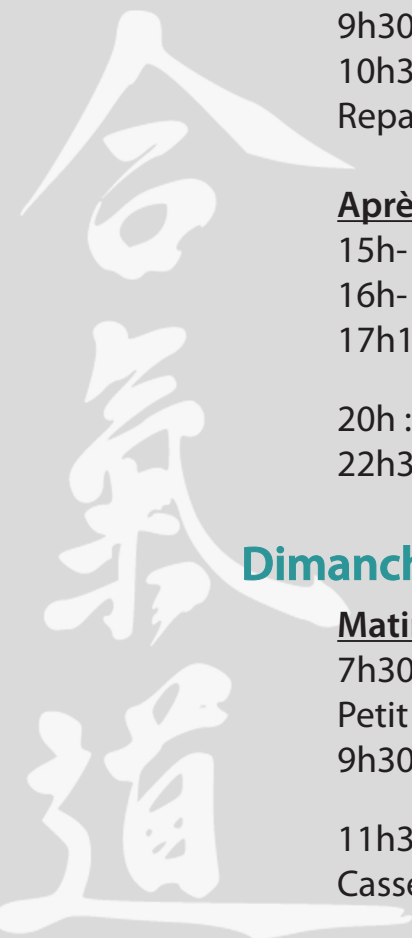 合
氣
道
9h30
10h3
Repa
Aprè
15h-
16h-
17h1
20h :
22h3
Dimanch
Mati
7h30
Petit
9h30
11h3
Casse